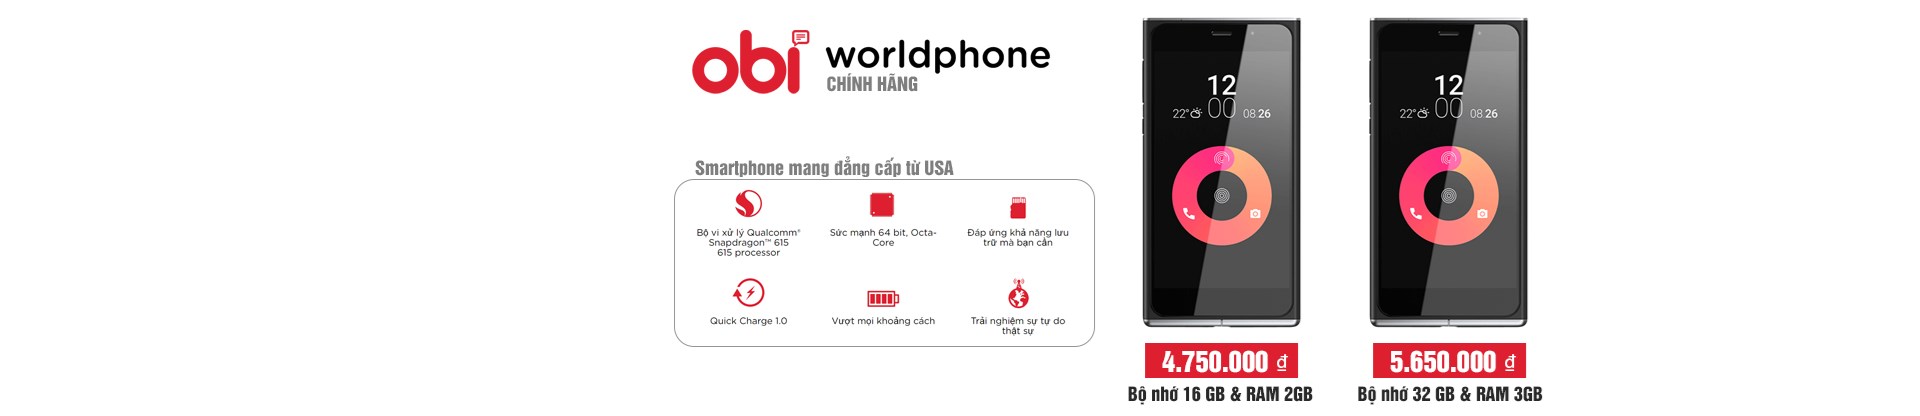 obi worldphone
CHÍNH HÃNG
Smartphone mang đẳng cấp từ USA
Bộ vi xử lý Qualcomm®
Snapdragon™ 615
615 processor
Sức mạnh 64 bit, Octa-
Core
Đáp ứng khả năng lưu
trữ mà bạn cần
Quick Charge 1.0
Vượt mọi khoảng cách
Trải nghiệm sự tự do
thật sự
12
22° 00 08.26
4.750.000 ₫
Bộ nhớ 16 GB & RAM 2GB
12
22° 00 08.26
5.650.000 ₫
Bộ nhớ 32 GB & RAM 3GB